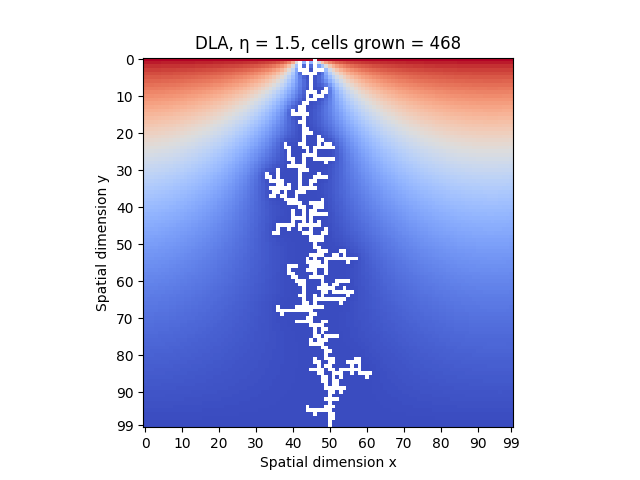 DLA, η = 1.5, cells grown = 468
0
10
20
30
40
50
60
70
80
90
99
Spatial dimension y
0 10 20 30 40 50 60 70 80 90 99
Spatial dimension x